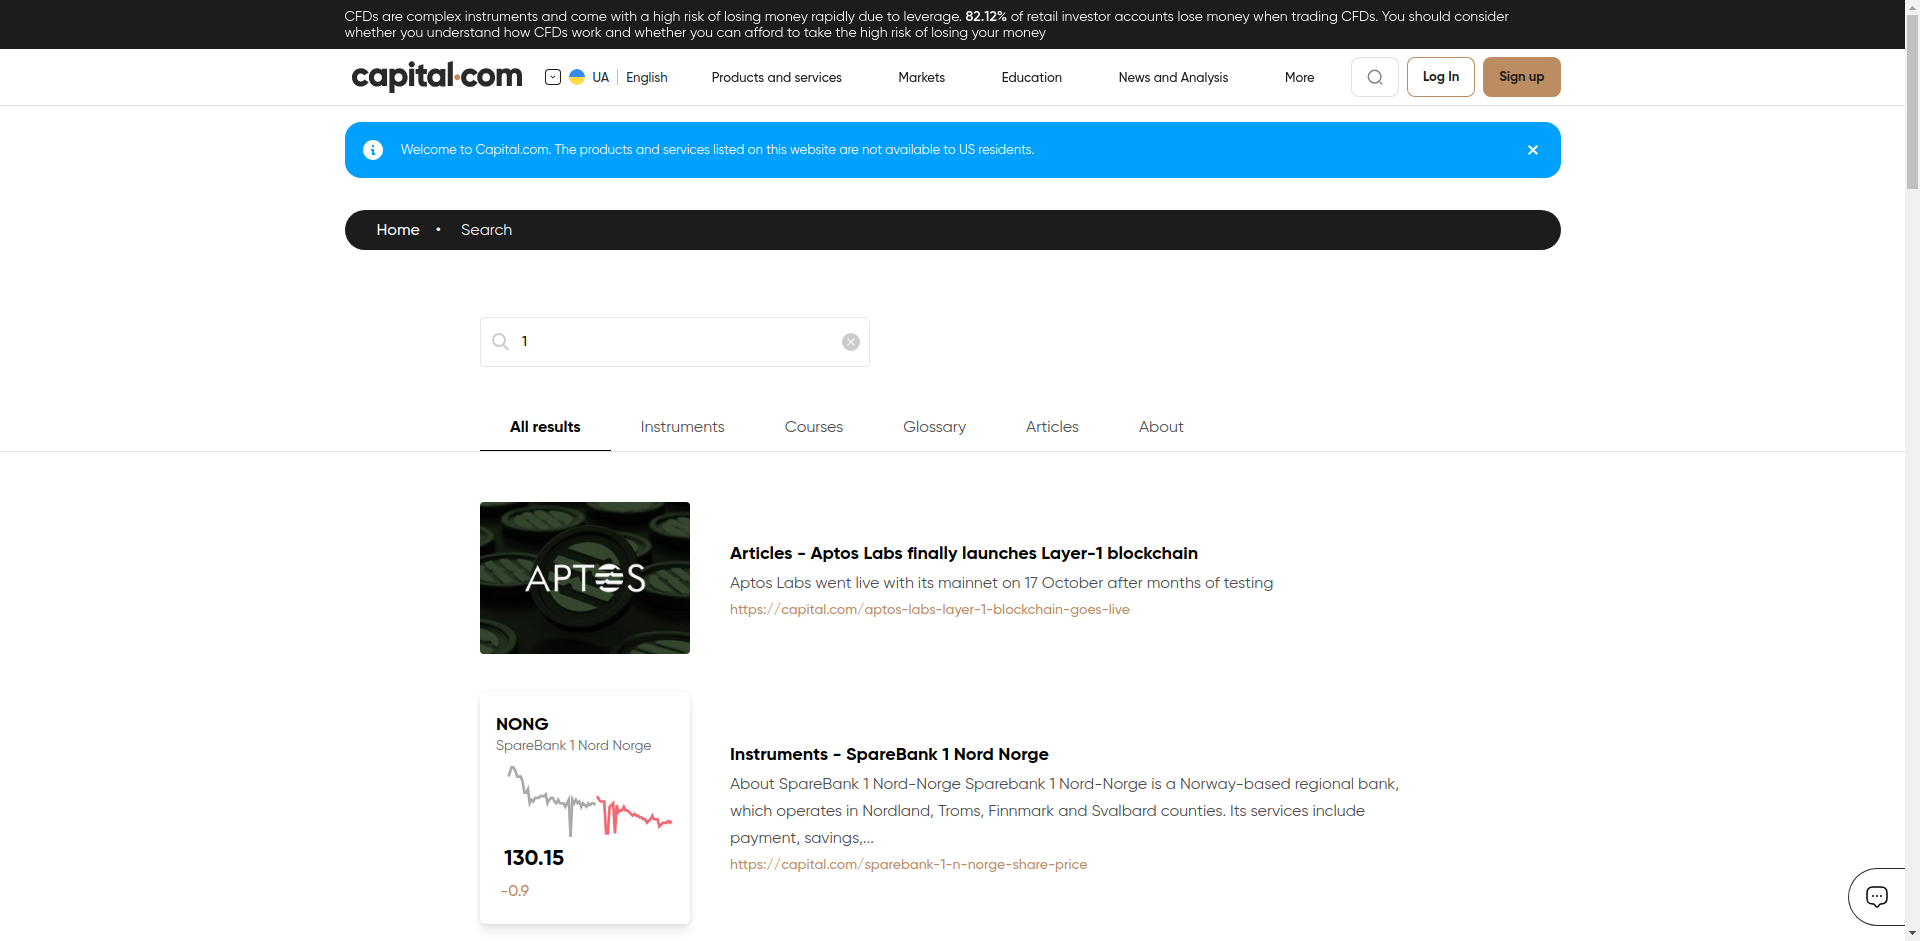 CFDs are complex instruments and come with a high risk of losing money rapidly due to leverage. 82.12% of retail investor accounts lose money when trading CFDs. You should consider
whether you understand how CFDs work and whether you can afford to take the high risk of losing your money
capital.com UA English Products and services Markets Education News and Analysis More Log In Sign up
Welcome to Capital.com. The products and services listed on this website are not available to US residents.
Home • Search
1
All results Instruments Courses Glossary Articles About
APTOS
Articles - Aptos Labs finally launches Layer-1 blockchain
Aptos Labs went live with its mainnet on 17 October after months of testing
https://capital.com/aptos-labs-layer-1-blockchain-goes-live
NONG
SpareBank 1 Nord Norge
130.15
-0.9
Instruments - SpareBank 1 Nord Norge
About SpareBank 1 Nord-Norge Sparebank 1 Nord-Norge is a Norway-based regional bank,
which operates in Nordland, Troms, Finnmark and Svalbard counties. Its services include
payment, savings,...
https://capital.com/sparebank-1-n-norge-share-price